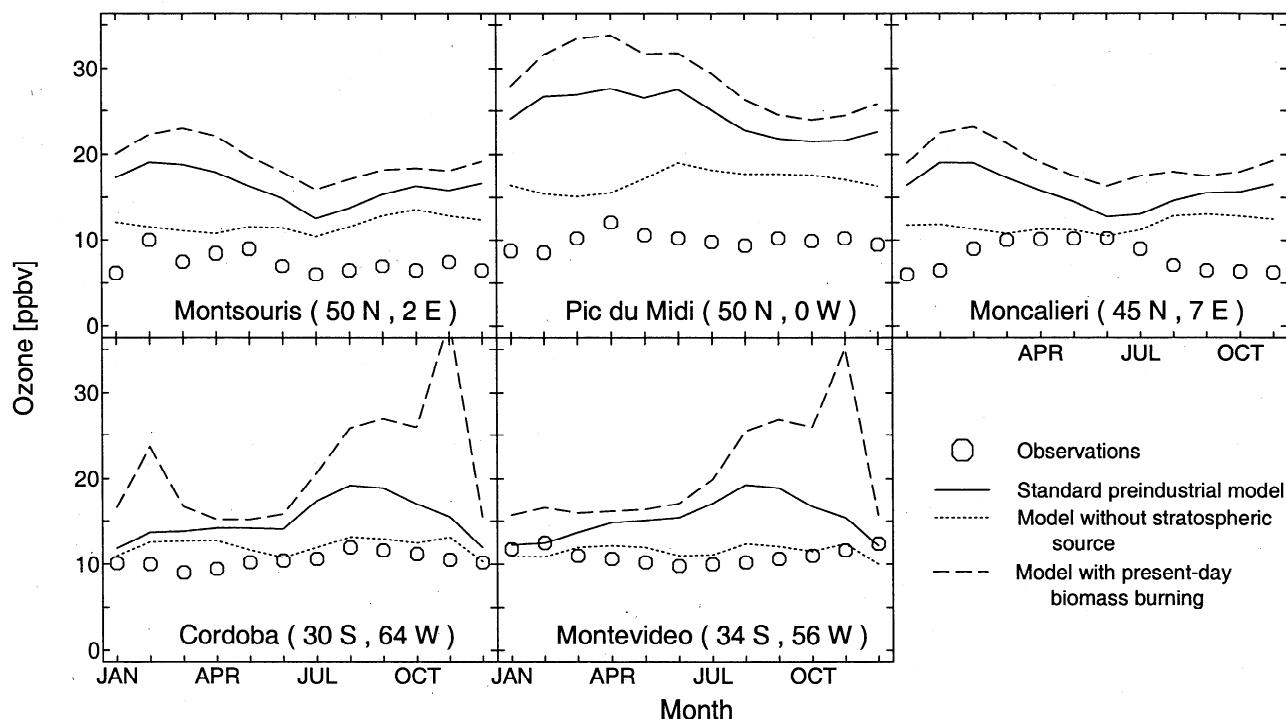 Ozone [ppbv]
30
20
10
0
Montsouris ( 50 N , 2 E )
Pic du Midi ( 50 N , 0 W )
Moncalieri ( 45 N , 7 E )
APR JUL OCT
30
20
10
0
Cordoba ( 30 S , 64 W )
Montevideo ( 34 S , 56 W )
JAN APR JUL OCT
JAN APR JUL OCT
Month
Observations
Standard preindustrial model
Model without stratospheric
source
Model with present-day
biomass burning